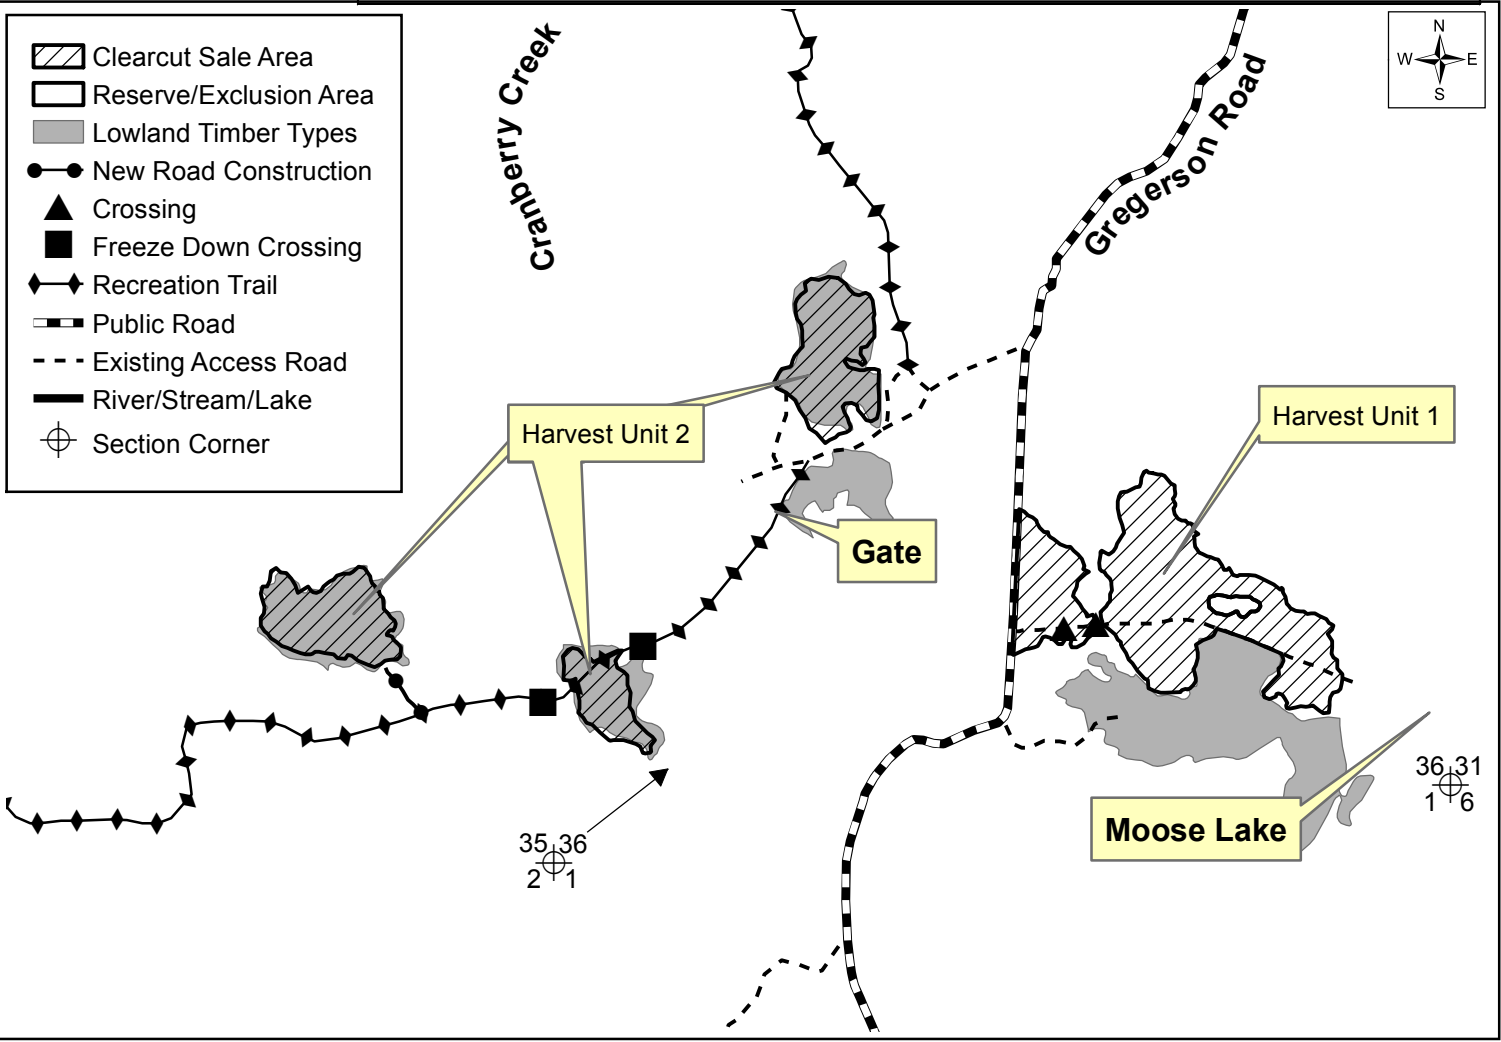 Clearcut Sale Area
Reserve/Exclusion Area
Lowland Timber Types
New Road Construction
Crossing
Freeze Down Crossing
Recreation Trail
Public Road
Existing Access Road
River/Stream/Lake
Section Corner
Cranberry Creek
Gregerson Road
N
W E
S
Harvest Unit 2
Harvest Unit 1
Gate
Moose Lake
36 31
1 6
35 36
2 1